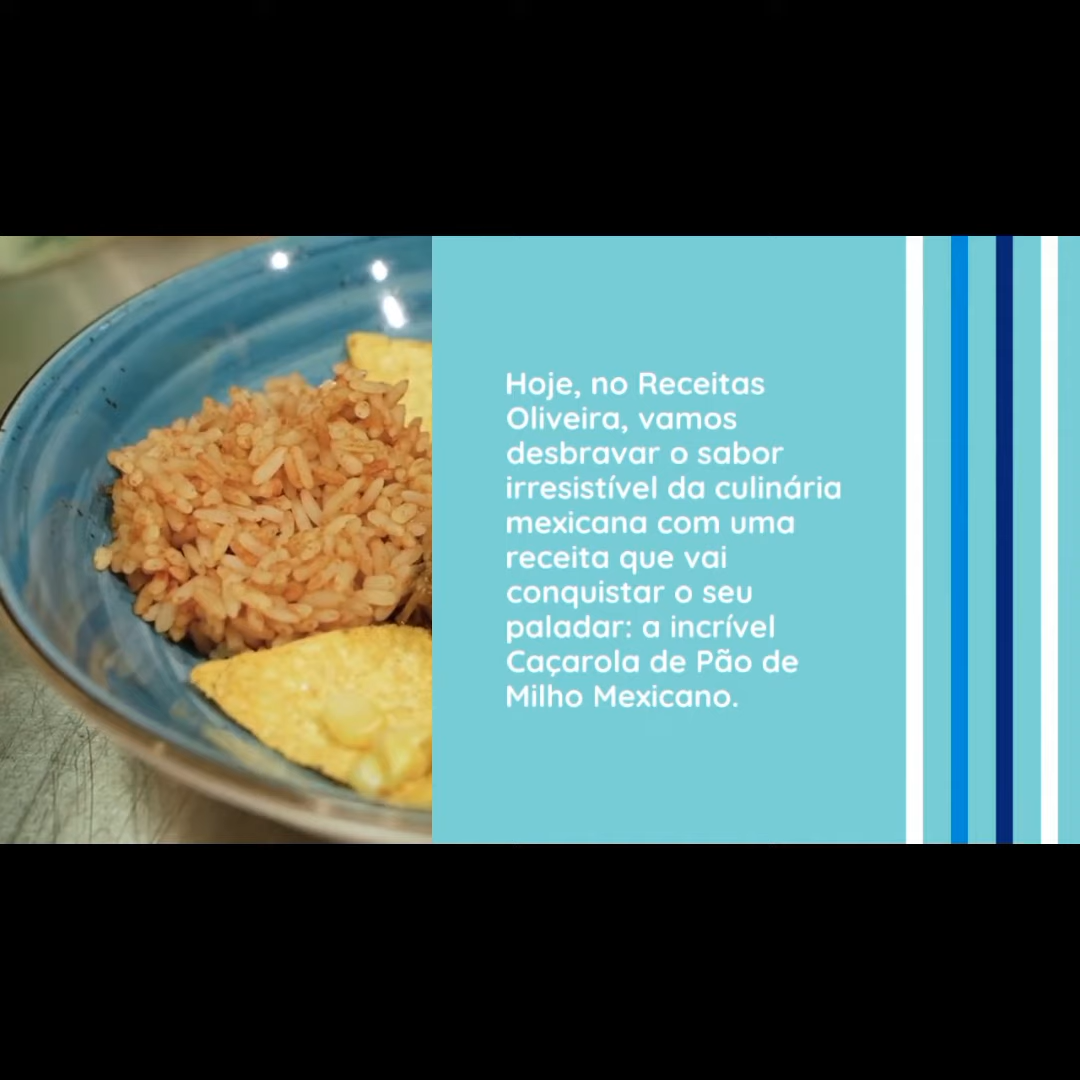 Hoje, no Receitas
Oliveira, vamos
desbravar o sabor
irresistível da culinária
mexicana com uma
receita que vai
conquistar o seu
paladar: a incrível
Caçarola de Pão de
Milho Mexicano.